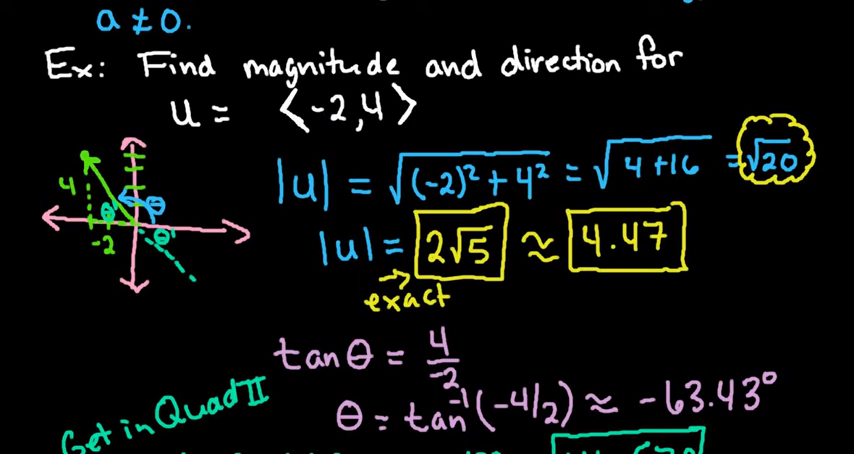 a ≠ 0.
Ex: Find magnitude and direction for
u = ⟨-2,4⟩
4
-2
θ'
θ
θ'
|u| = √((-2)² + 4²) = √(4+16) = √20
|u| = 2√5 ≈ 4.47
exact
tan θ = 4/-2
θ = tan⁻¹(-4/2) ≈ -63.43°
Get in Quad II